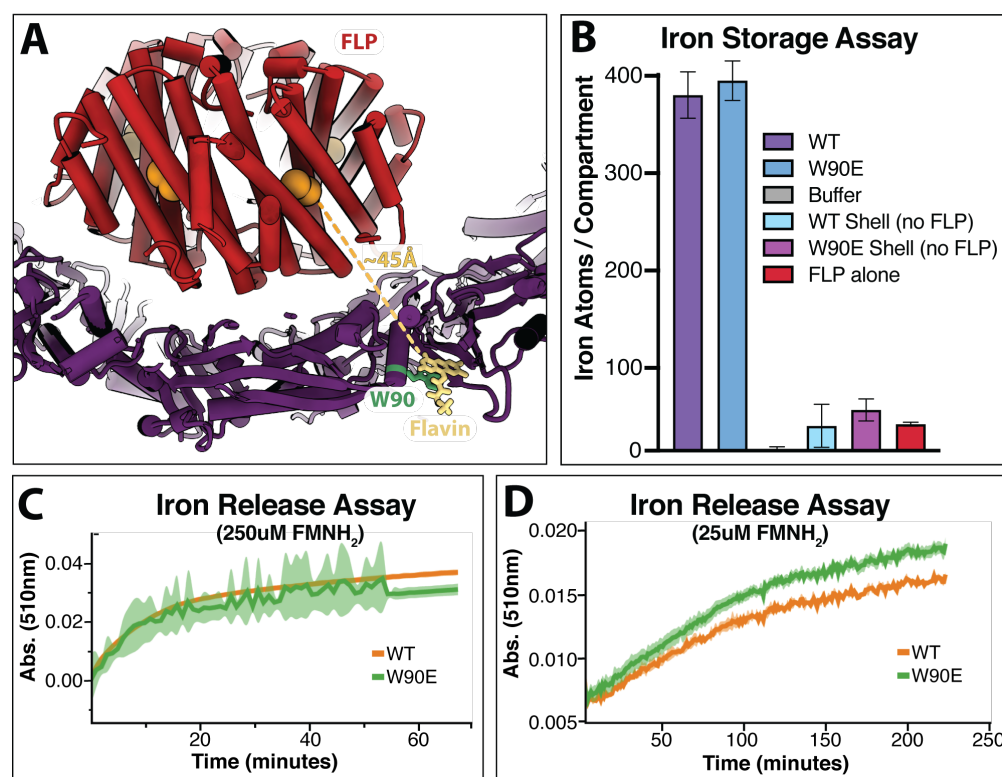 A
FLP
~45Å
W90
Flavin
B
Iron Storage Assay
Iron Atoms / Compartment
400
300
200
100
0
WT
W90E
Buffer
WT Shell (no FLP)
W90E Shell (no FLP)
FLP alone
C
Iron Release Assay
(250uM FMNH₂)
Abs. (510nm)
0.04
0.02
0.00
WT
W90E
20
40
60
Time (minutes)
D
Iron Release Assay
(25uM FMNH₂)
Abs. (510nm)
0.020
0.015
0.010
0.005
WT
W90E
50
100
150
200
250
Time (minutes)